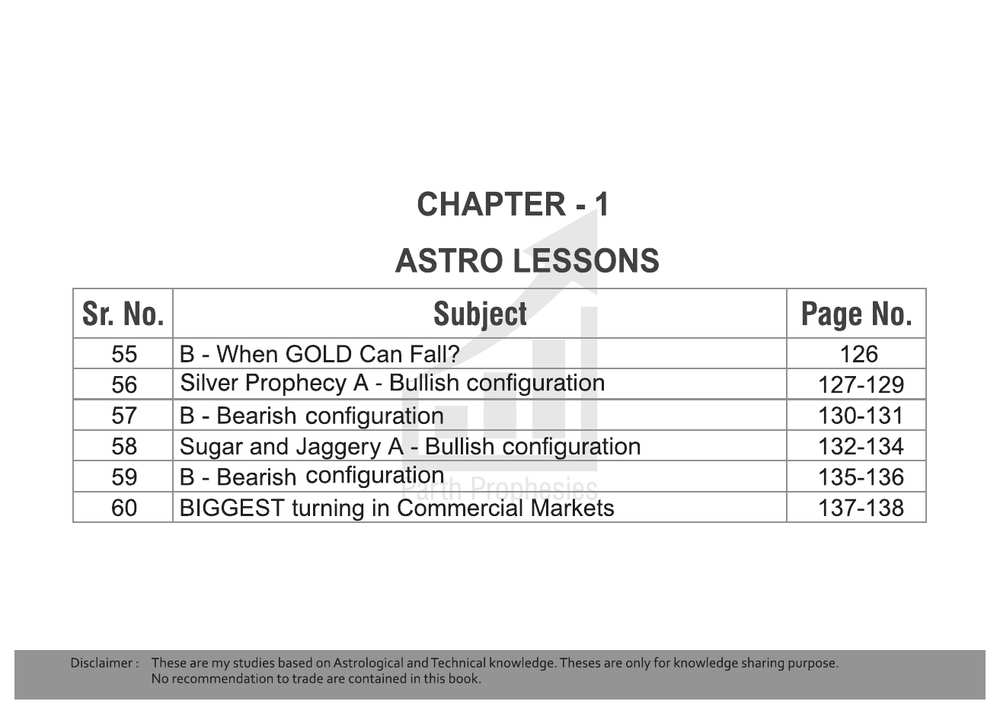 CHAPTER - 1
ASTRO LESSONS
Sr. No. Subject Page No.
55 B - When GOLD Can Fall? 126
56 Silver Prophecy A - Bullish configuration 127-129
57 B - Bearish configuration 130-131
58 Sugar and Jaggery A - Bullish configuration 132-134
59 B - Bearish configuration 135-136
Parth Prophesies
60 BIGGEST turning in Commercial Markets 137-138
Disclaimer : These are my studies based on Astrological and Technical knowledge. Theses are only for knowledge sharing purpose.
No recommendation to trade are contained in this book.